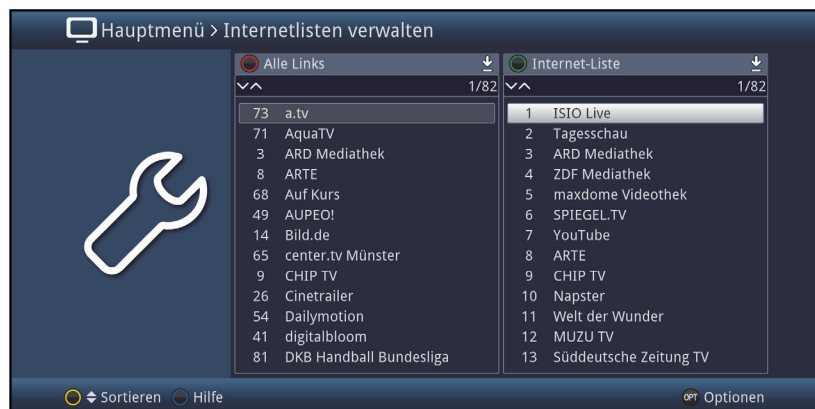 Hauptmenü > Internetlisten verwalten
Alle Links
1/82
73 a.tv
71 AquaTV
3 ARD Mediathek
8 ARTE
68 Auf Kurs
49 AUPEO!
14 Bild.de
65 center.tv Münster
9 CHIP TV
26 Cinetrailer
54 Dailymotion
41 digitalbloom
81 DKB Handball Bundesliga
Internet-Liste
1/82
1 ISIO Live
2 Tagesschau
3 ARD Mediathek
4 ZDF Mediathek
5 maxdome Videothek
6 SPIEGEL.TV
7 YouTube
8 ARTE
9 CHIP TV
10 Napster
11 Welt der Wunder
12 MUZU TV
13 Süddeutsche Zeitung TV
Sortieren Hilfe OPT Optionen